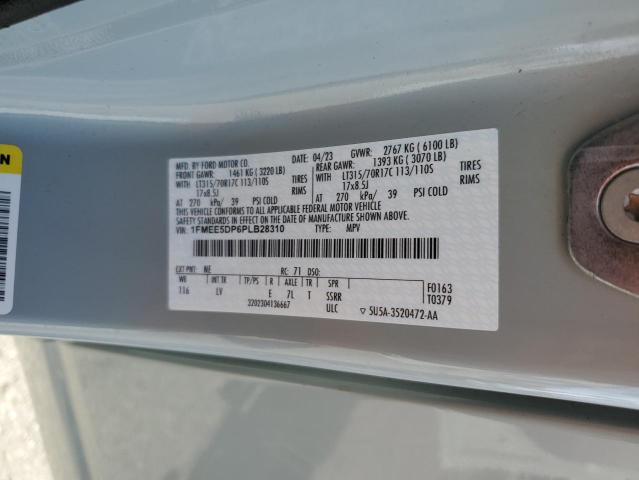 MFD. BY FORD MOTOR CO.
DATE: 04/23 GVWR: 2767 KG ( 6100 LB)
FRONT GAWR: 1461 KG ( 3220 LB) REAR GAWR: 1393 KG ( 3070 LB)
LT315/70R17C 113/110S TIRES LT315/70R17C 113/110S TIRES
17x8.5J RIMS 17x8.5J RIMS
AT 270 kPa/ 39 PSI COLD AT 270 kPa/ 39 PSI COLD
THIS VEHICLE CONFORMS TO ALL APPLICABLE FEDERAL MOTOR VEHICLE
SAFETY STANDARDS IN EFFECT ON THE DATE OF MANUFACTURE SHOWN ABOVE.
VIN: 1FMEE5DP6PLB28310 TYPE: MPV
EXT PNT: NE RC: 71 DSO: F0163
WB INT TR TP/PS R AXLE TR SPR T0379
116 LV E 7L T SSRR
3202304136667 ULC ▽ 5U5A-3520472-AA